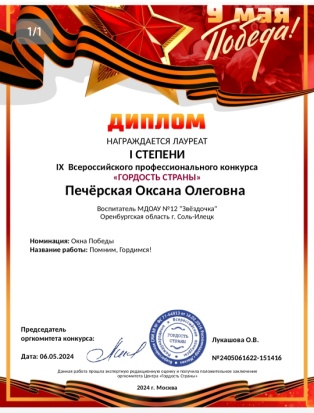 1/1
9 мая
Победа!
ДИПЛОМ
НАГРАЖДАЕТСЯ ЛАУРЕАТ
I СТЕПЕНИ
IX Всероссийского профессионального конкурса
«ГОРДОСТЬ СТРАНЫ»
Печёрская Оксана Олеговна
Воспитатель МДОАУ №12 "Звёздочка"
Оренбургская область г. Соль-Илецк
Номинация: Окна Победы
Название работы: Помним, Гордимся!
Председатель
оргкомитета конкурса:
Лукашова О.В.
ГОРДОСТЬ
СТРАНЫ
Дата: 06.05.2024
№2405061622-151416
Данная работа прошла экспертную редакционную оценку и получила положительное заключение
оргкомитета Центра «Гордость Страны»
2024 г. Москва